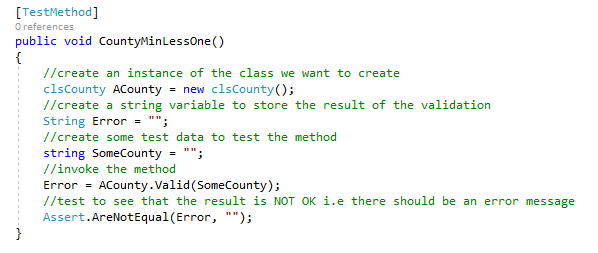 [TestMethod]
0 references
public void CountyMinLessOne()
{
//create an instance of the class we want to create
clsCounty ACounty = new clsCounty();
//create a string variable to store the result of the validation
String Error = "";
//create some test data to test the method
string SomeCounty = "";
//invoke the method
Error = ACounty.Valid(SomeCounty);
//test to see that the result is NOT OK i.e there should be an error message
Assert.AreNotEqual(Error, "");
}